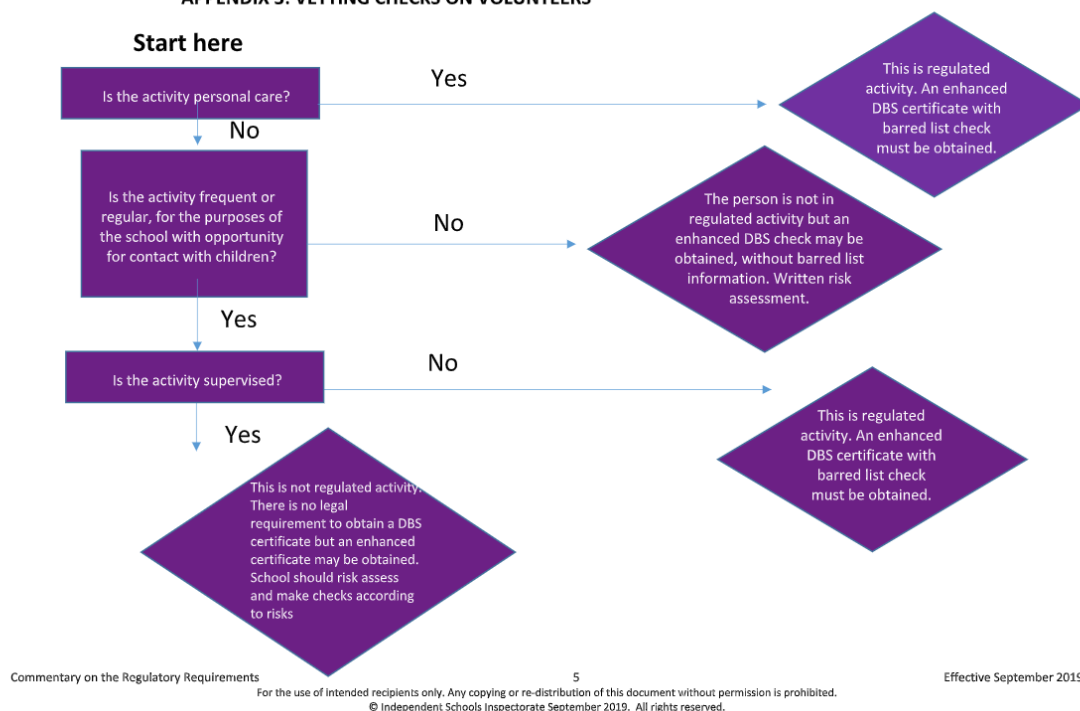 APPENDIX 3: VETTING CHECKS ON VOLUNTEERS
Start here
Is the activity personal care?
Yes
This is regulated
activity. An enhanced
DBS certificate with
barred list check
must be obtained.
No
Is the activity frequent or
regular, for the purposes of
the school with opportunity
for contact with children?
No
The person is not in
regulated activity but an
enhanced DBS check may be
obtained, without barred list
information. Written risk
assessment.
Yes
Is the activity supervised?
No
This is regulated
activity. An enhanced
DBS certificate with
barred list check
must be obtained.
Yes
This is not regulated activity.
There is no legal
requirement to obtain a DBS
certificate but an enhanced
certificate may be obtained.
School should risk assess
and make checks according
to risks
Commentary on the Regulatory Requirements
5
Effective September 2019
For the use of intended recipients only. Any copying or re-distribution of this document without permission is prohibited.
© Independent Schools Inspectorate September 2019. All rights reserved.